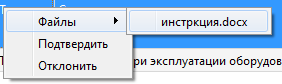 Файлы
инстркция.docx
Подтвердить
Отклонить
ри эксплуатации оборудов